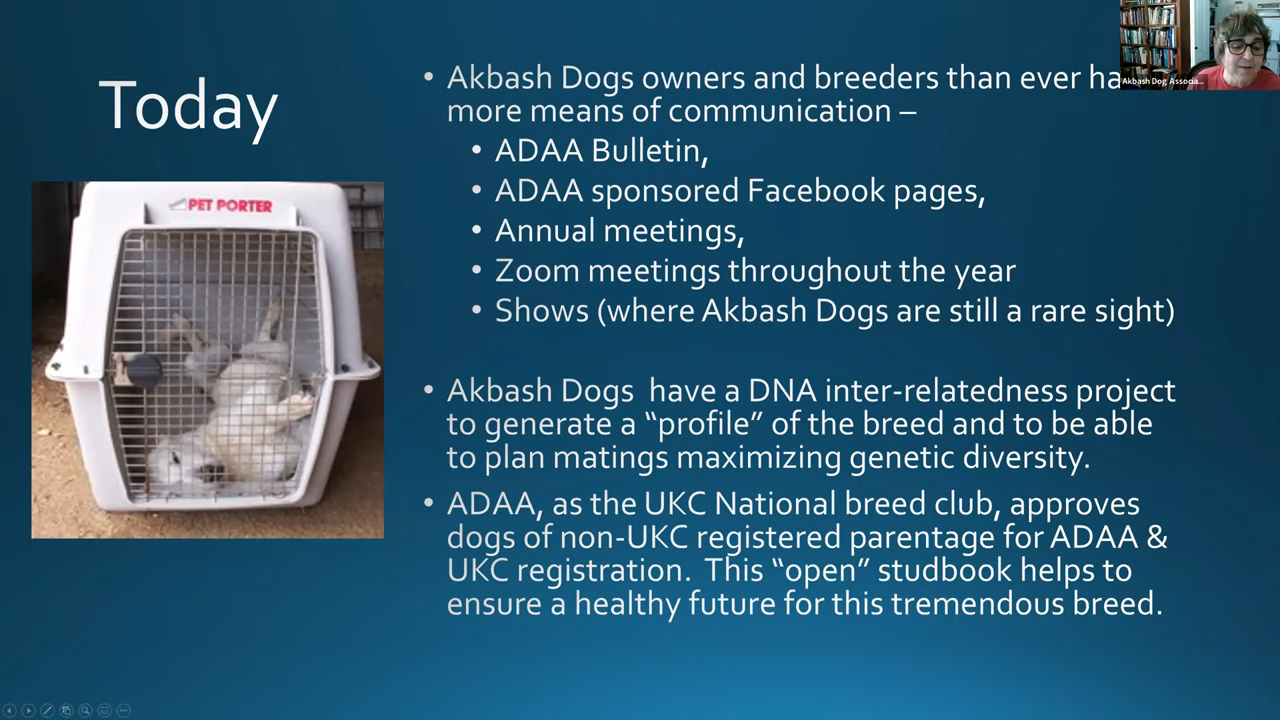 Today
PET PORTER
• Akbash Dogs owners and breeders than ever ha
more means of communication –
• ADAA Bulletin,
• ADAA sponsored Facebook pages,
• Annual meetings,
• Zoom meetings throughout the year
• Shows (where Akbash Dogs are still a rare sight)
• Akbash Dogs have a DNA inter-relatedness project
to generate a “profile” of the breed and to be able
to plan matings maximizing genetic diversity.
• ADAA, as the UKC National breed club, approves
dogs of non-UKC registered parentage for ADAA &
UKC registration. This “open” studbook helps to
ensure a healthy future for this tremendous breed.
Akbash Dog Associa...